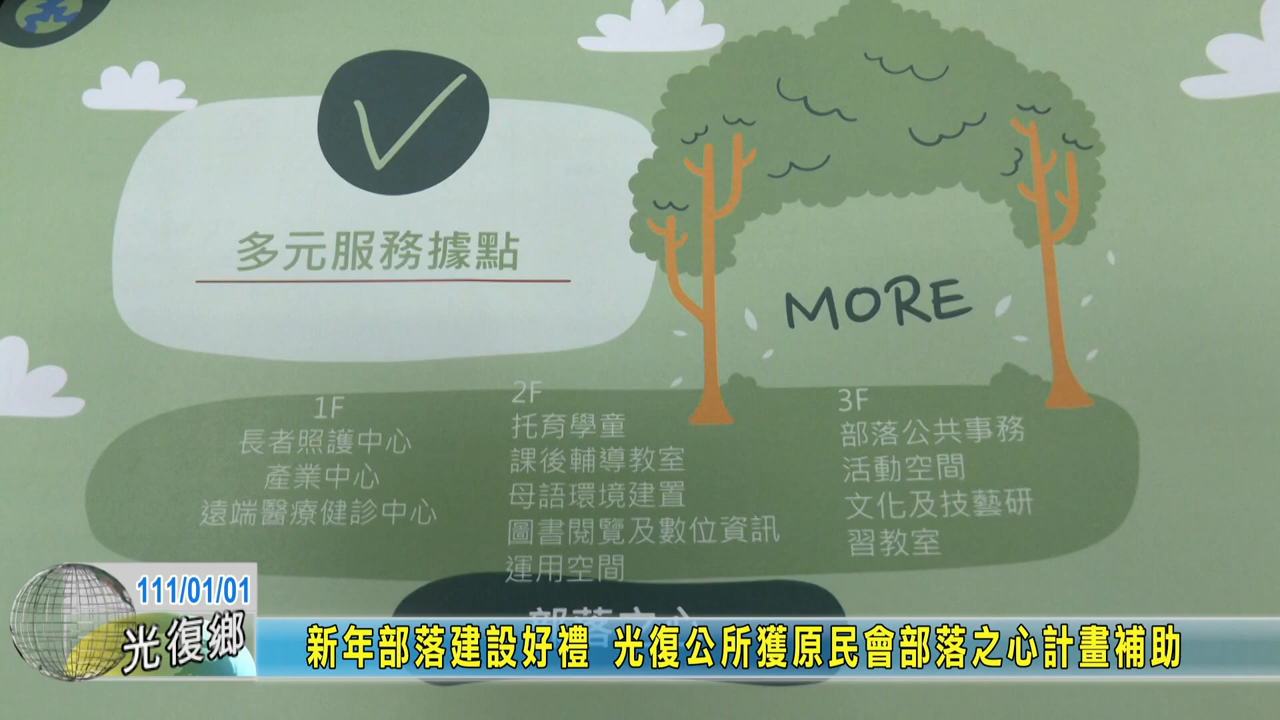 多元服務據點
MORE
1F
長者照護中心
產業中心
遠端醫療健診中心
2F
托育學童
課後輔導教室
母語環境建置
圖書閱覽及數位資訊
運用空間
3F
部落公共事務
活動空間
文化及技藝研
習教室
部落之心
111/01/01
光復鄉
新年部落建設好禮 光復公所獲原民會部落之心計畫補助